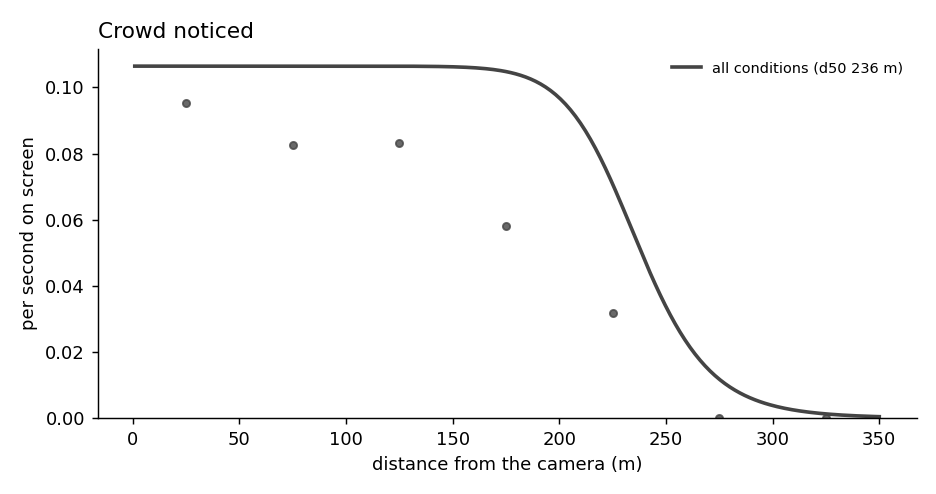 Crowd noticed
all conditions (d50 236 m)
per second on screen
0.10
0.08
0.06
0.04
0.02
0.00
0 50 100 150 200 250 300 350
distance from the camera (m)